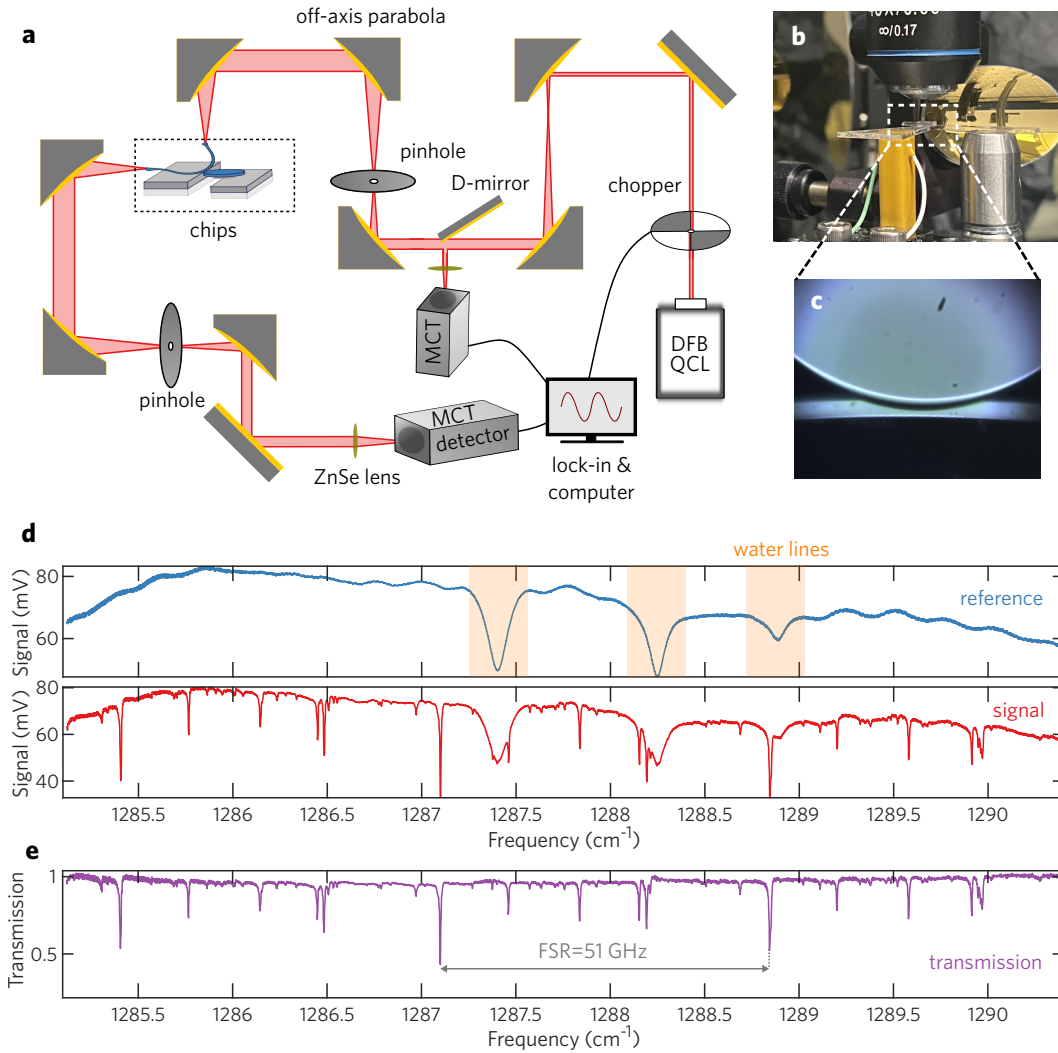 a
off-axis parabola
b
∞/0.17
pinhole
D-mirror
chopper
chips
c
MCT
DFB
QCL
pinhole
MCT
detector
ZnSe lens
lock-in &
computer
d
water lines
Signal (mV)
80
60
reference
Signal (mV)
80
60
40
signal
1285.5 1286 1286.5 1287 1287.5 1288 1288.5 1289 1289.5 1290
Frequency (cm⁻¹)
e
Transmission
1
0.5
FSR=51 GHz
transmission
1285.5 1286 1286.5 1287 1287.5 1288 1288.5 1289 1289.5 1290
Frequency (cm⁻¹)